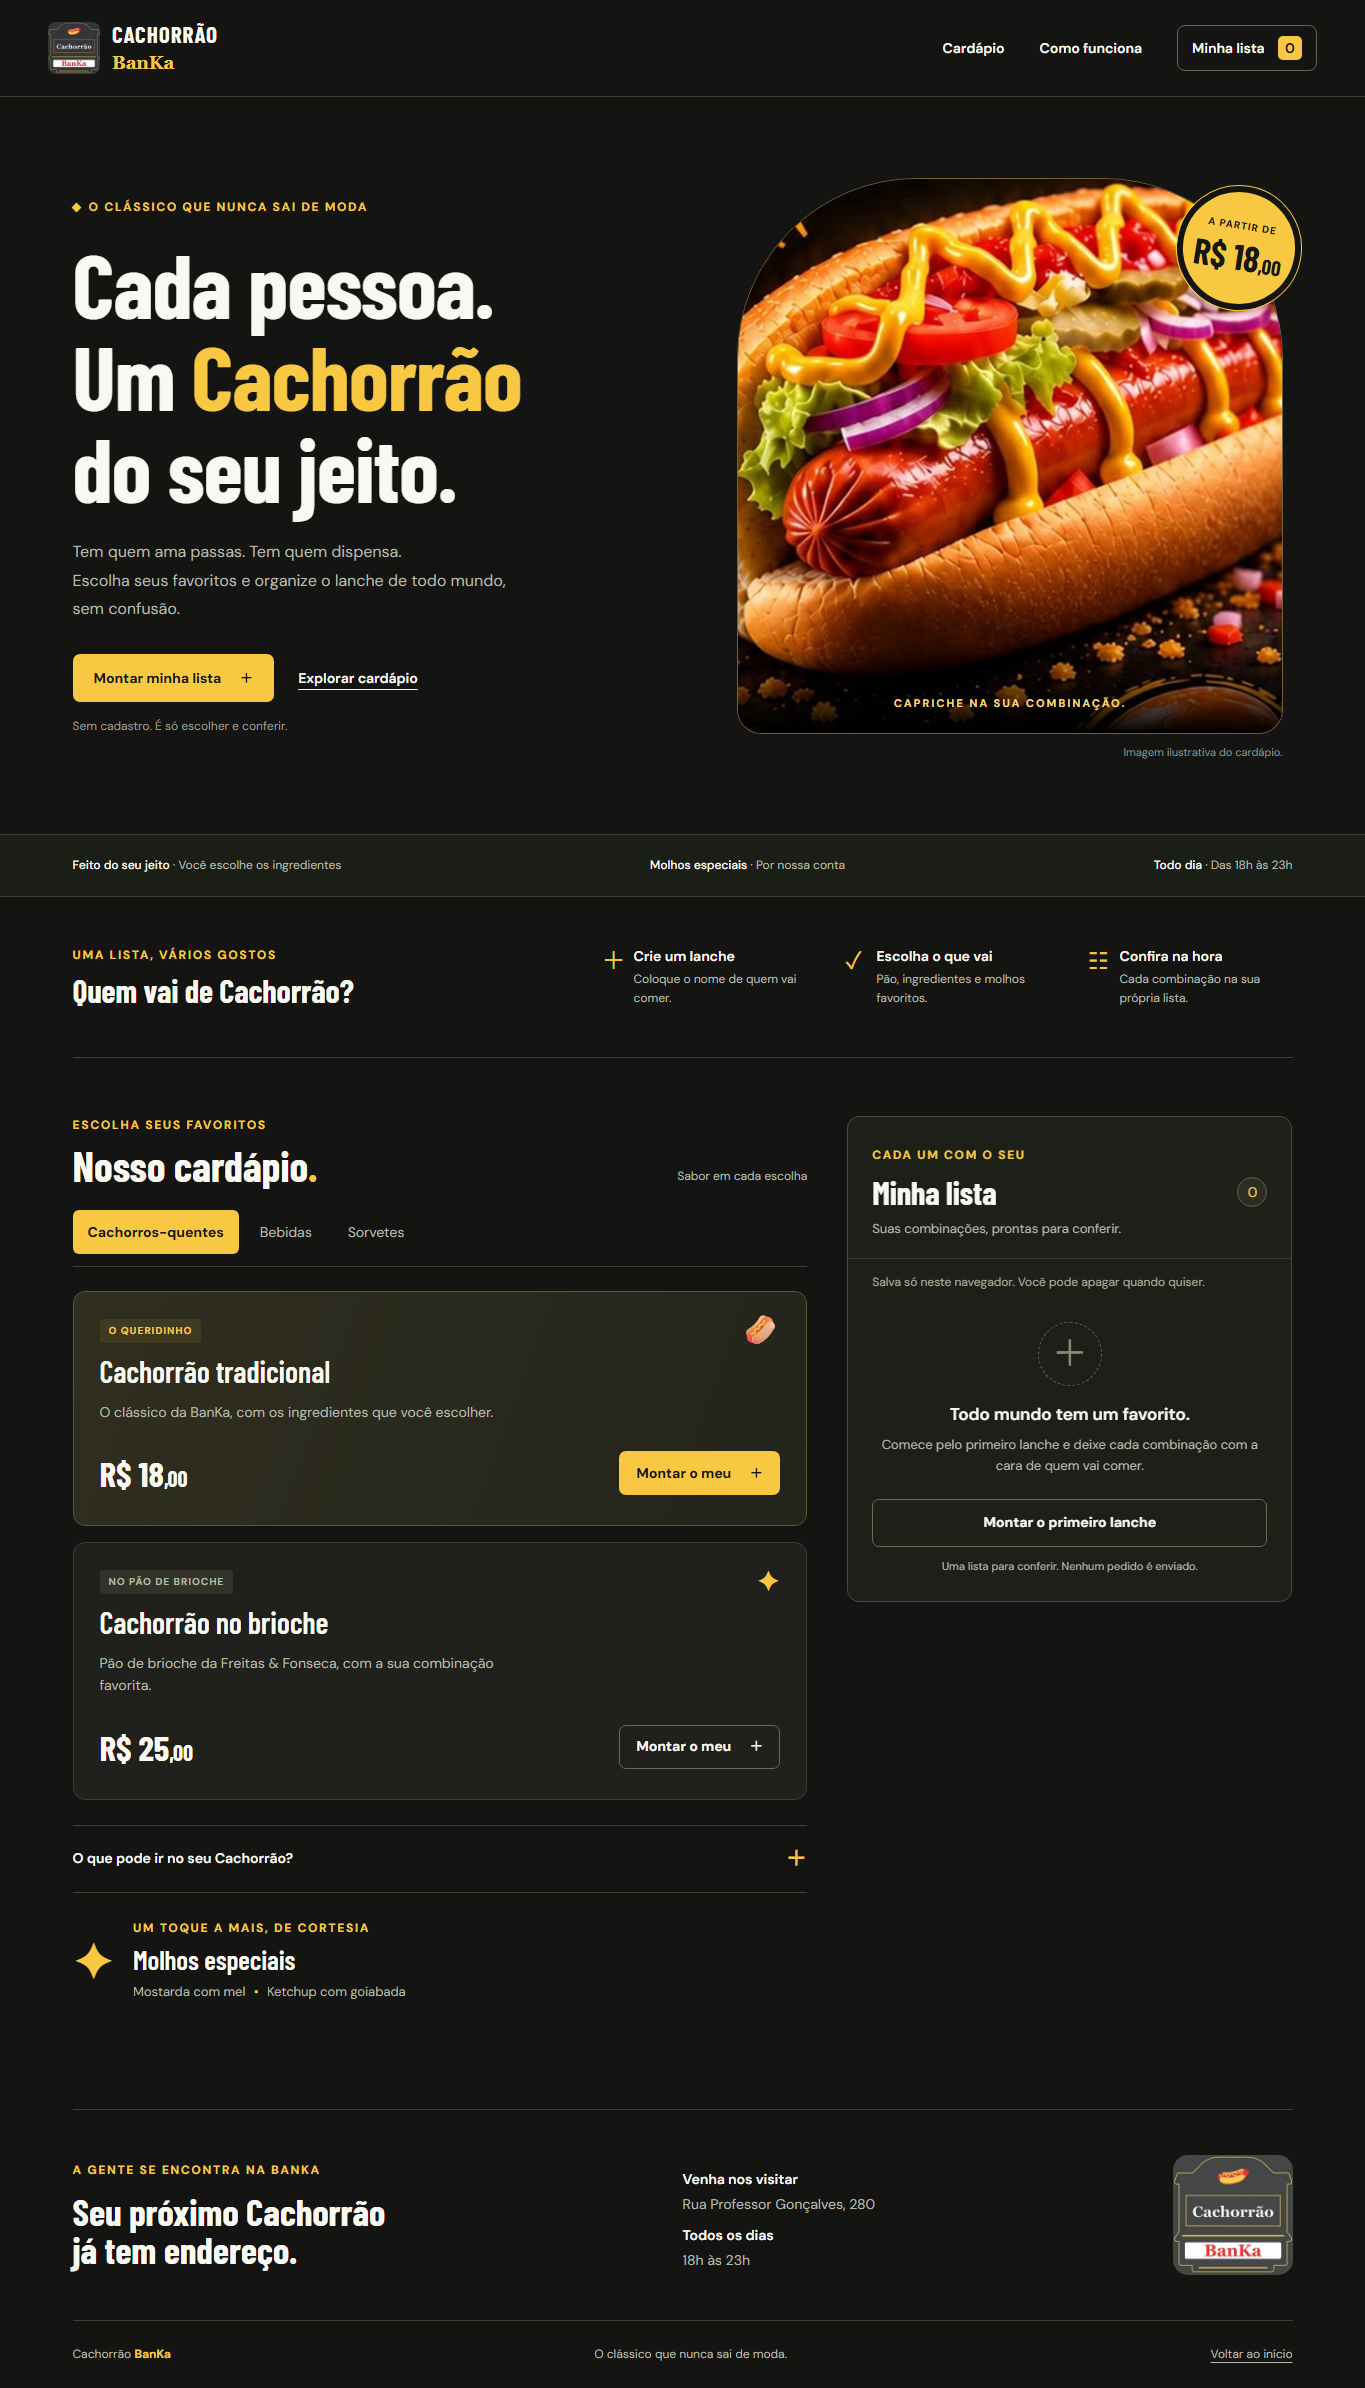 Cachorrão
BanKa
CACHORRÃO
BanKa
Cardápio
Como funciona
Minha lista 0
◆ O CLÁSSICO QUE NUNCA SAI DE MODA
Cada pessoa.
Um Cachorrão
do seu jeito.
Tem quem ama passas. Tem quem dispensa.
Escolha seus favoritos e organize o lanche de todo mundo,
sem confusão.
Montar minha lista +
Explorar cardápio
Sem cadastro. É só escolher e conferir.
A PARTIR DE
R$ 18,00
CAPRICHE NA SUA COMBINAÇÃO.
Imagem ilustrativa do cardápio.
Feito do seu jeito · Você escolhe os ingredientes
Molhos especiais · Por nossa conta
Todo dia · Das 18h às 23h
UMA LISTA, VÁRIOS GOSTOS
Quem vai de Cachorrão?
Crie um lanche
Coloque o nome de quem vai
comer.
Escolha o que vai
Pão, ingredientes e molhos
favoritos.
Confira na hora
Cada combinação na sua
própria lista.
ESCOLHA SEUS FAVORITOS
Nosso cardápio.
Sabor em cada escolha
Cachorros-quentes
Bebidas
Sorvetes
O QUERIDINHO
Cachorrão tradicional
O clássico da BanKa, com os ingredientes que você escolher.
R$ 18,00
Montar o meu +
NO PÃO DE BRIOCHE
Cachorrão no brioche
Pão de brioche da Freitas & Fonseca, com a sua combinação
favorita.
R$ 25,00
Montar o meu +
O que pode ir no seu Cachorrão? +
UM TOQUE A MAIS, DE CORTESIA
Molhos especiais
Mostarda com mel • Ketchup com goiabada
CADA UM COM O SEU
Minha lista
0
Suas combinações, prontas para conferir.
Salva só neste navegador. Você pode apagar quando quiser.
Todo mundo tem um favorito.
Comece pelo primeiro lanche e deixe cada combinação com a
cara de quem vai comer.
Montar o primeiro lanche
Uma lista para conferir. Nenhum pedido é enviado.
A GENTE SE ENCONTRA NA BANKA
Seu próximo Cachorrão
já tem endereço.
Venha nos visitar
Rua Professor Gonçalves, 280
Todos os dias
18h às 23h
Cachorrão
BanKa
Cachorrão BanKa
O clássico que nunca sai de moda.
Voltar ao início